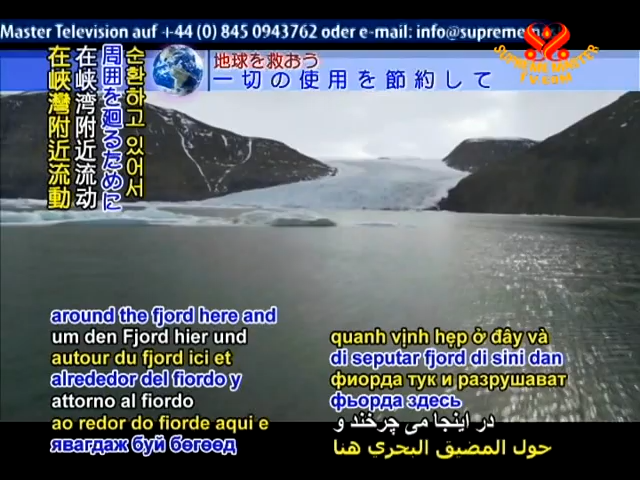 Master Television auf +44 (0) 845 0943762 oder e-mail: info@suprememas
SUPREME MASTER
TV.COM
地球を救おう
一切の使用を節約して
순환하고 있어서
周囲を廻るために
在峡湾附近流动
在峽灣附近流動
around the fjord here and
um den Fjord hier und
autour du fjord ici et
alrededor del fiordo y
attorno al fiordo
ao redor do fiorde aqui e
явагдаж буй бөгөөд
quanh vịnh hẹp ở đây và
di seputar fjord di sini dan
фиорда тук и разрушават
фьорда здесь
در اینجا می چرخند و
حول المضيق البحري هنا